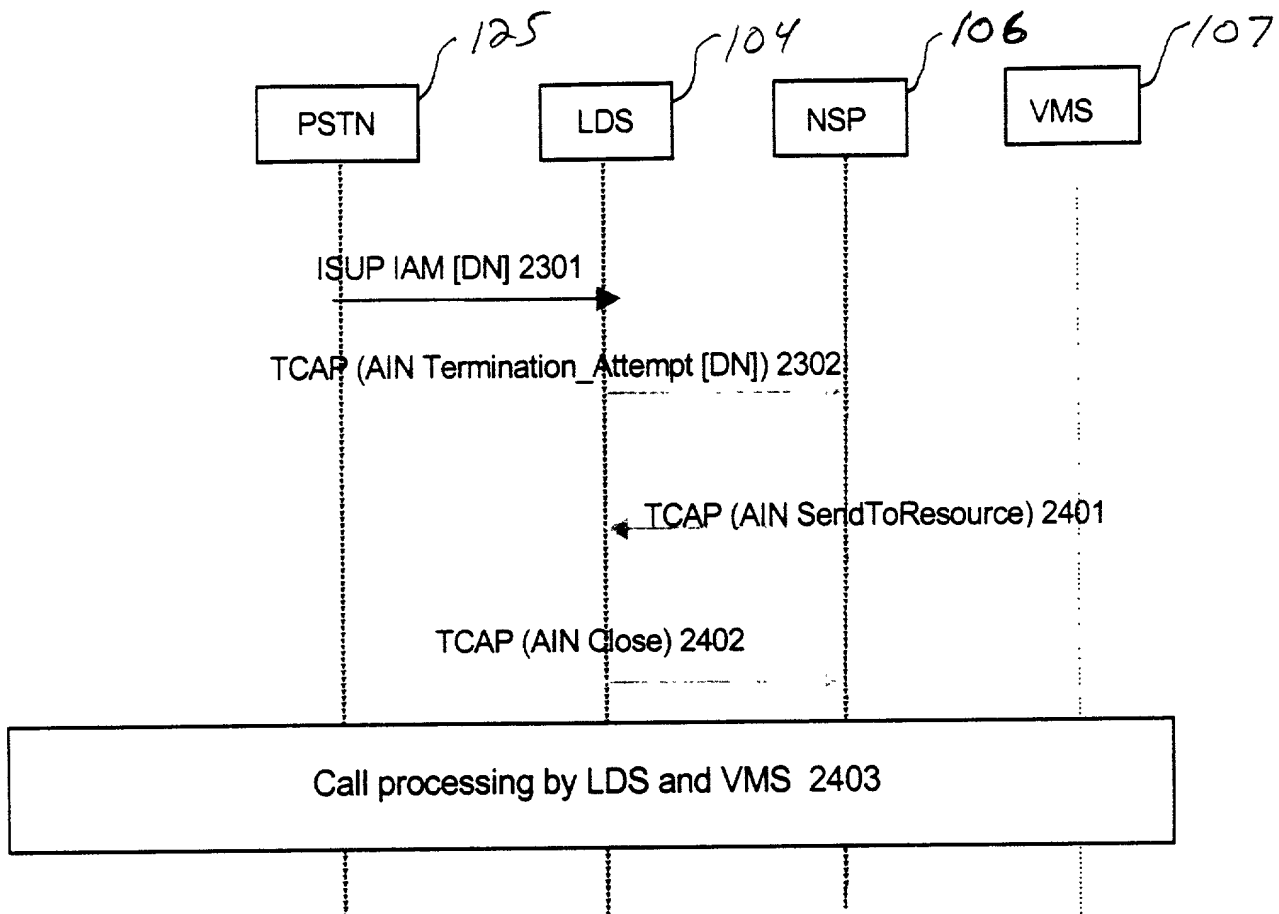 125 104 106 107
PSTN LDS NSP VMS
ISUP IAM [DN] 2301
TCAP (AIN Termination_Attempt [DN]) 2302
TCAP (AIN SendToResource) 2401
TCAP (AIN Close) 2402
Call processing by LDS and VMS 2403